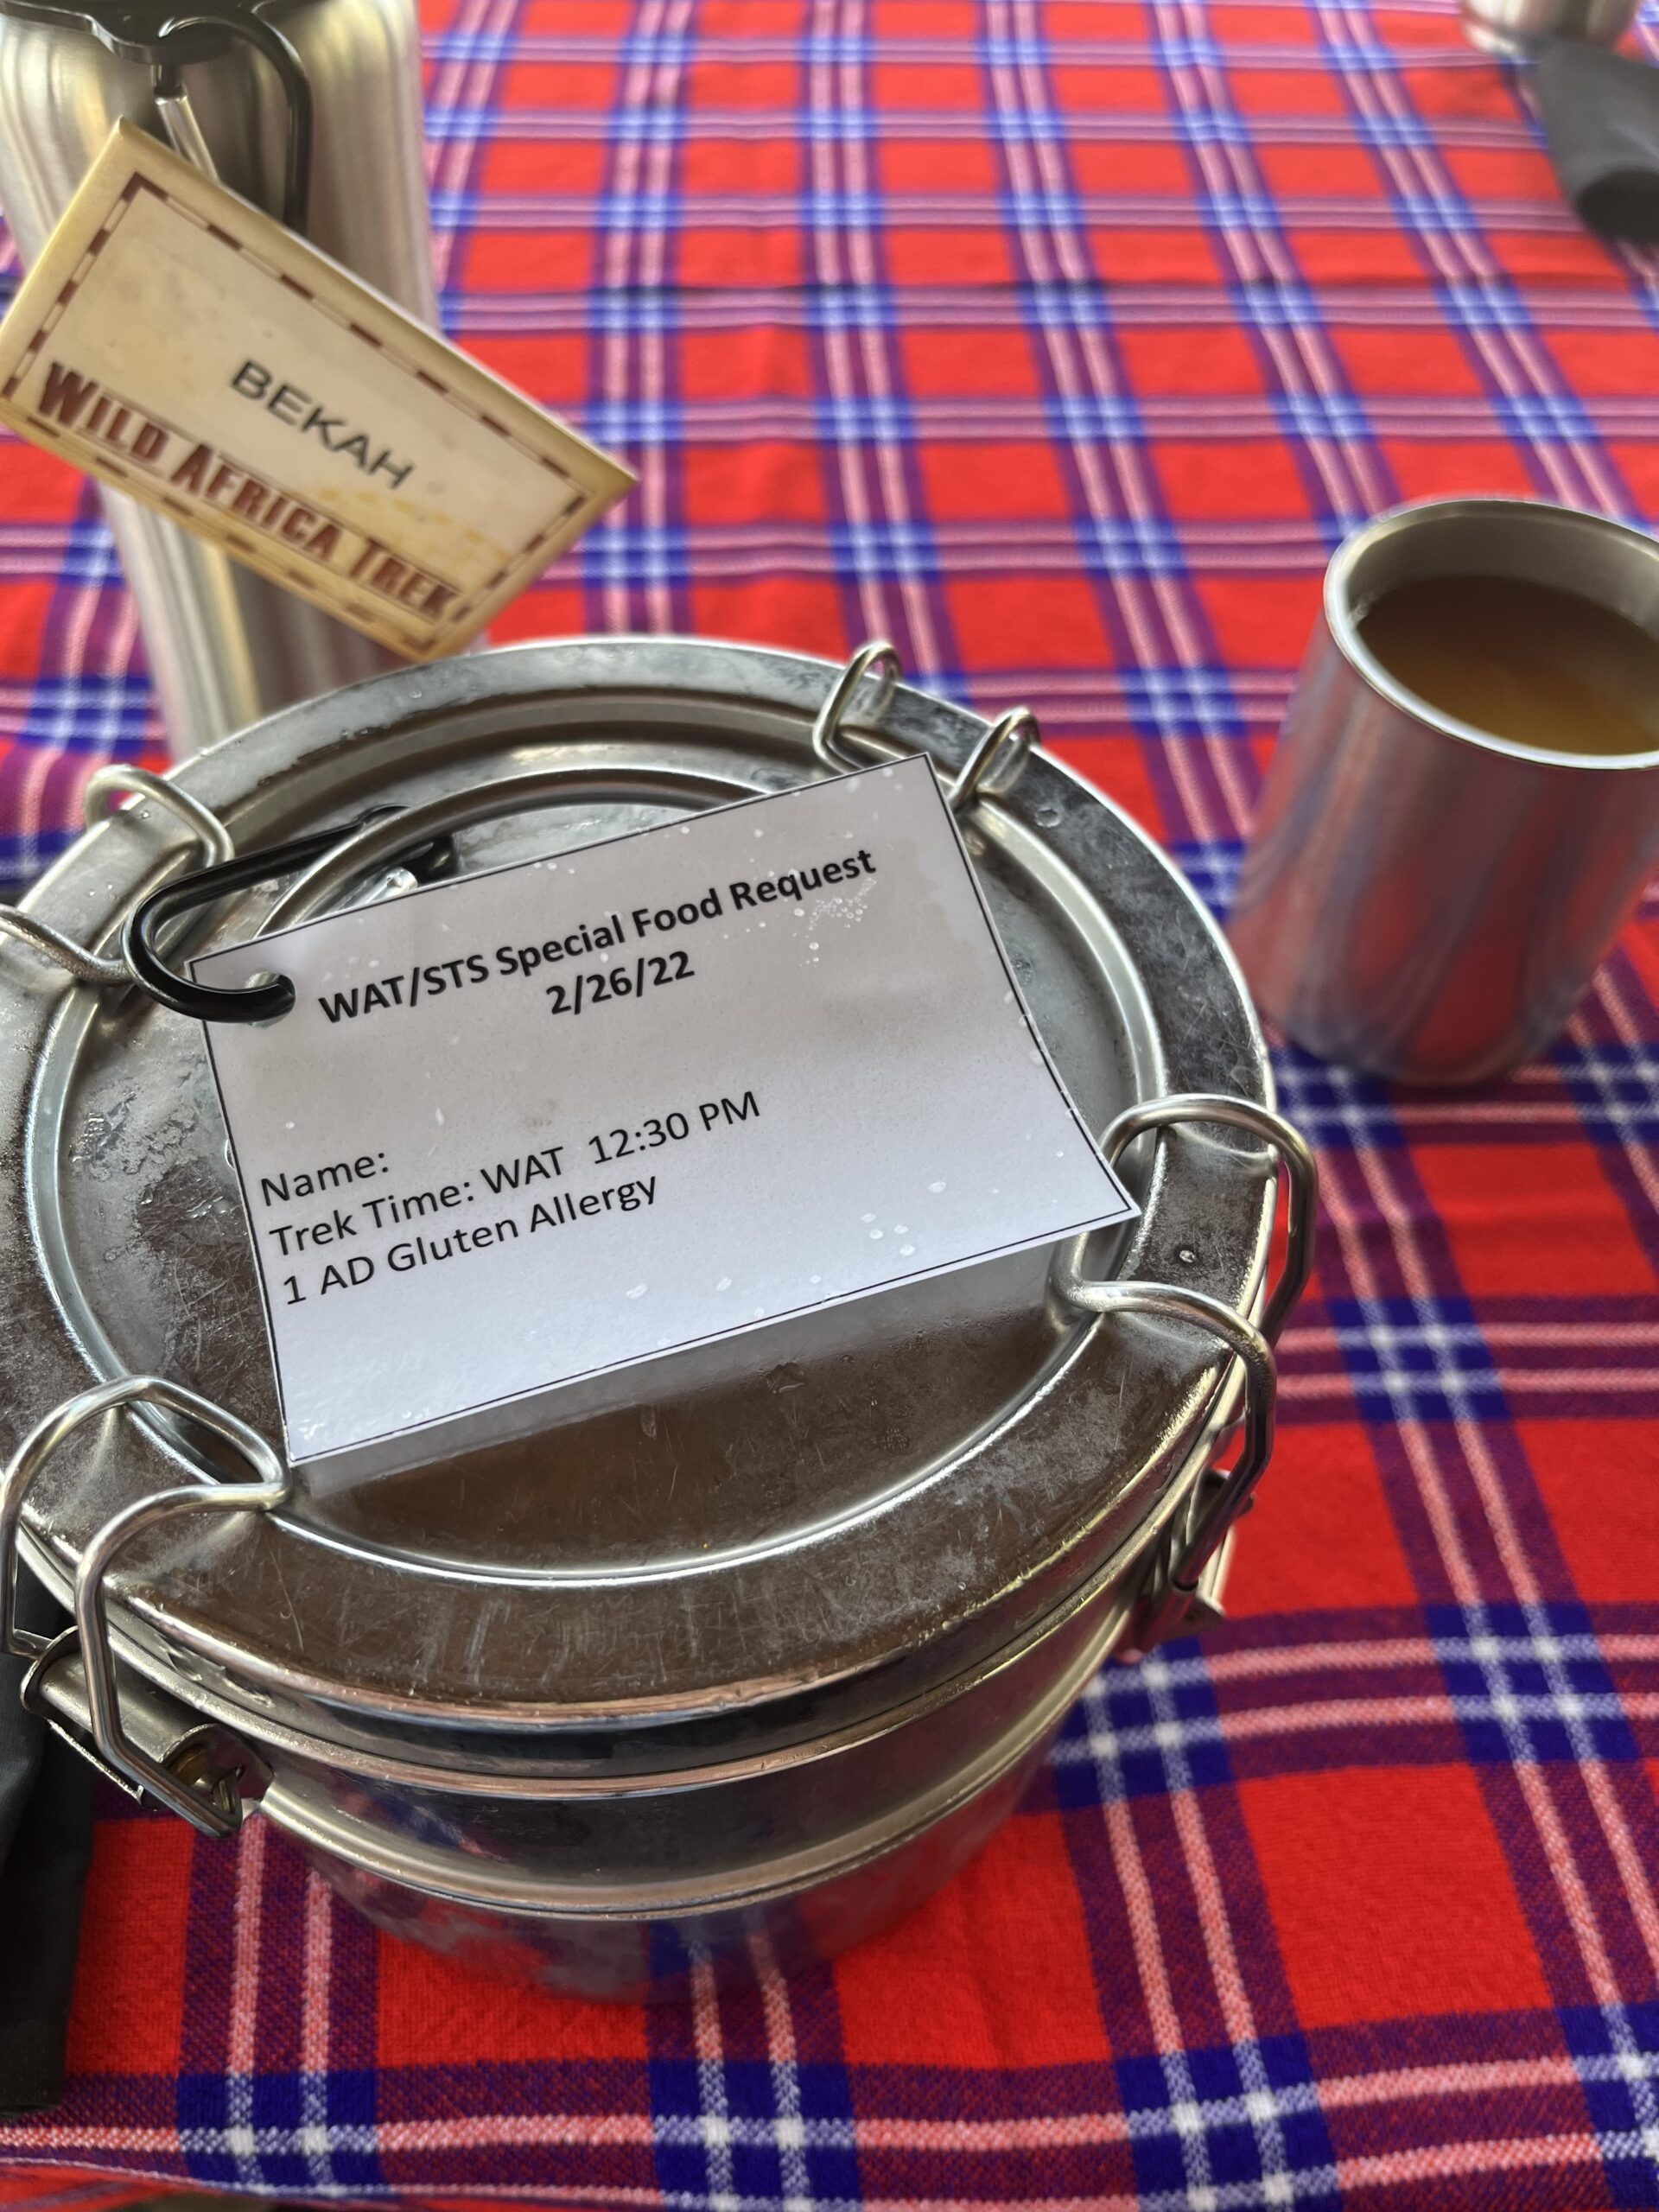 BEKAH
WILD AFRICA TREK
WAT/STS Special Food Request
2/26/22
Name:
Trek Time: WAT 12:30 PM
1 AD Gluten Allergy